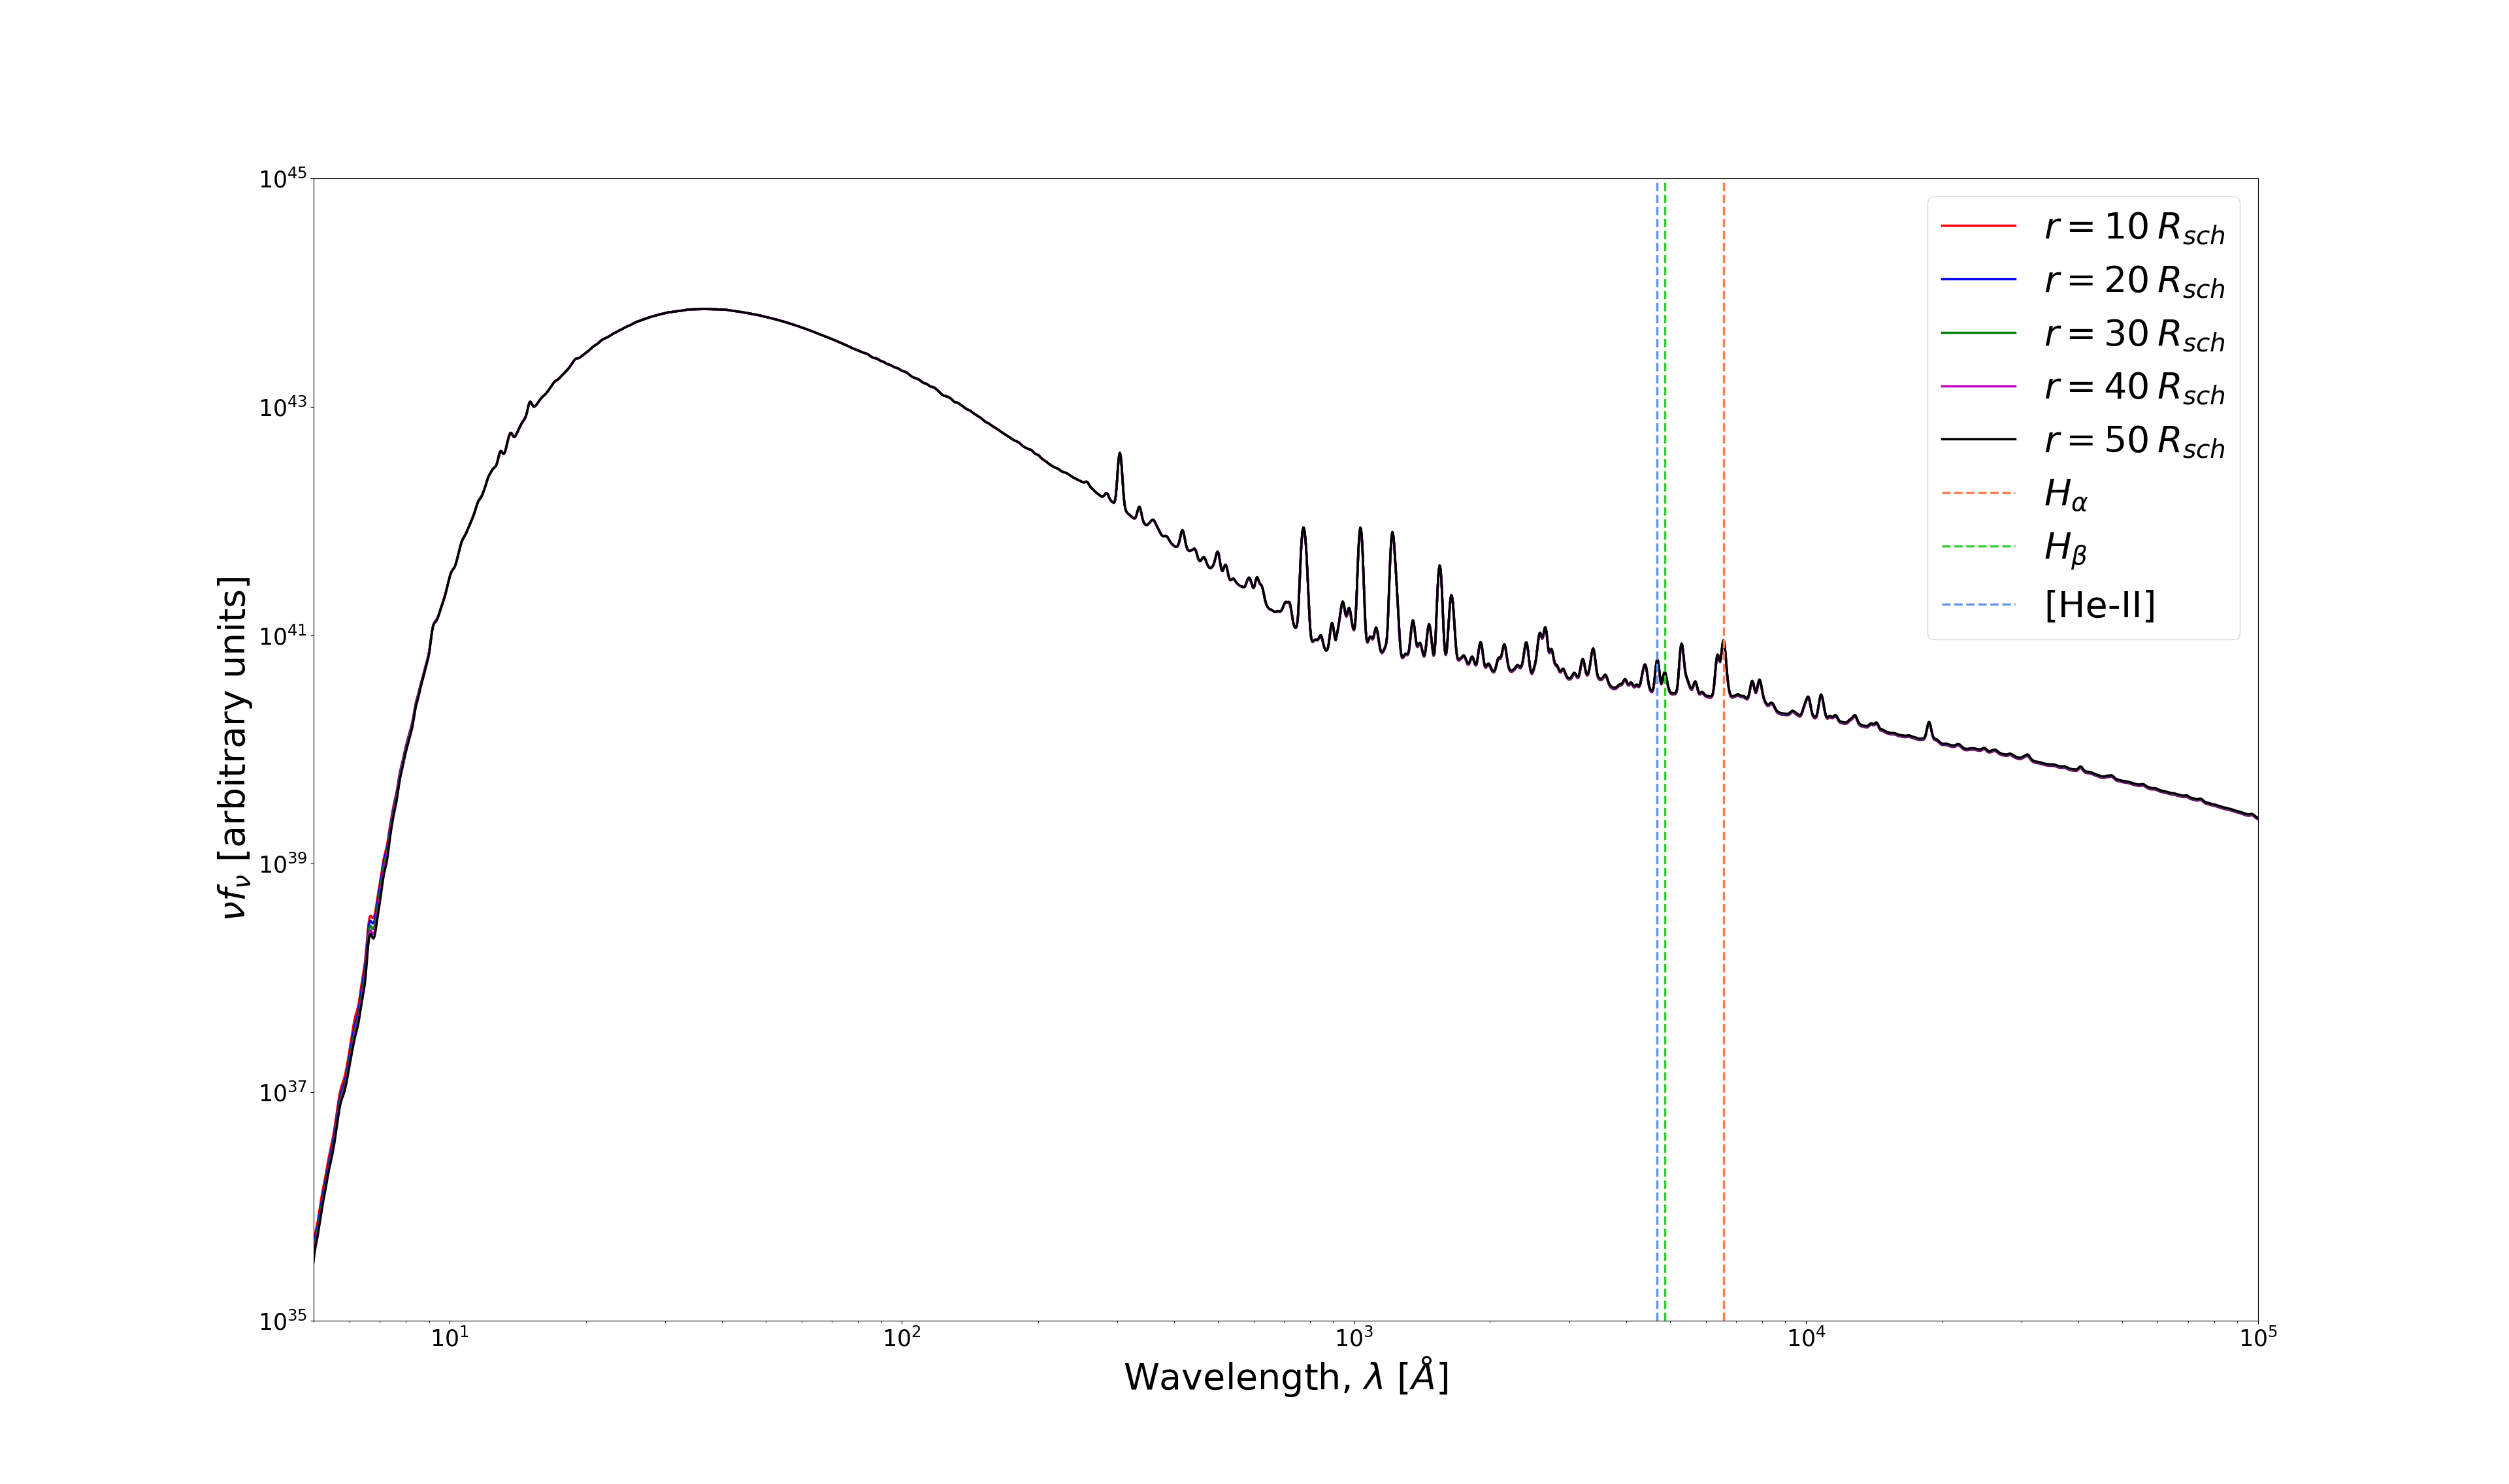 10^45
10^43
10^41
10^39
10^37
10^35
νf_ν [arbitrary units]
10^1 10^2 10^3 10^4 10^5
Wavelength, λ [Å]
r = 10 R_sch
r = 20 R_sch
r = 30 R_sch
r = 40 R_sch
r = 50 R_sch
H_α
H_β
[He-II]